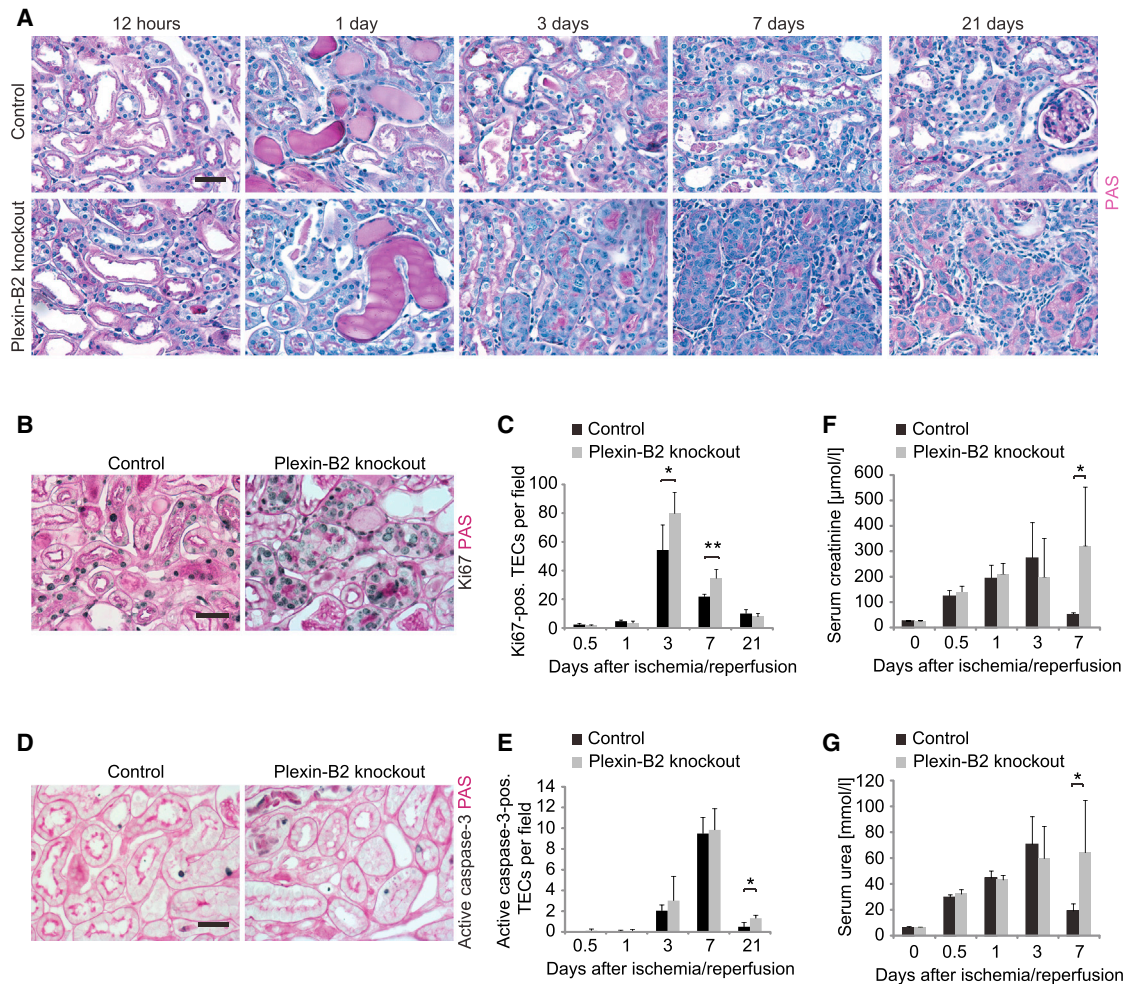 A
12 hours
1 day
3 days
7 days
21 days
Control
Plexin-B2 knockout
PAS
B
Control
Plexin-B2 knockout
Ki67 PAS
C
Control
Plexin-B2 knockout
Ki67-pos. TECs per field
100
80
60
40
20
0
*
**
0.5 1 3 7 21
Days after ischemia/reperfusion
D
Control
Plexin-B2 knockout
Active caspase-3 PAS
E
Control
Plexin-B2 knockout
Active caspase-3-pos.
TECs per field
14
12
10
8
6
4
2
0
*
0.5 1 3 7 21
Days after ischemia/reperfusion
F
Control
Plexin-B2 knockout
Serum creatinine [µmol/l]
600
500
400
300
200
100
0
*
0 0.5 1 3 7
Days after ischemia/reperfusion
G
Control
Plexin-B2 knockout
Serum urea [mmol/l]
120
100
80
60
40
20
0
*
0 0.5 1 3 7
Days after ischemia/reperfusion